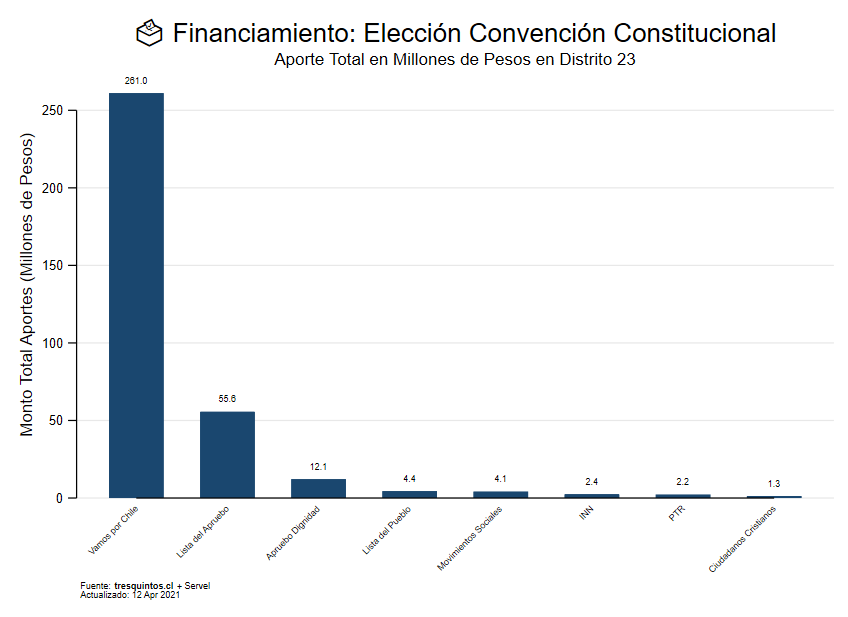 Financiamiento: Elección Convención Constitucional
Aporte Total en Millones de Pesos en Distrito 23
Monto Total Aportes (Millones de Pesos)
250
200
150
100
50
0
261.0
55.6
12.1
4.4
4.1
2.4
2.2
1.3
Vamos por Chile
Lista del Apruebo
Apruebo Dignidad
Lista del Pueblo
Movimientos Sociales
INN
PTR
Ciudadanos Cristianos
Fuente: tresquintos.cl + Servel
Actualizado: 12 Apr 2021